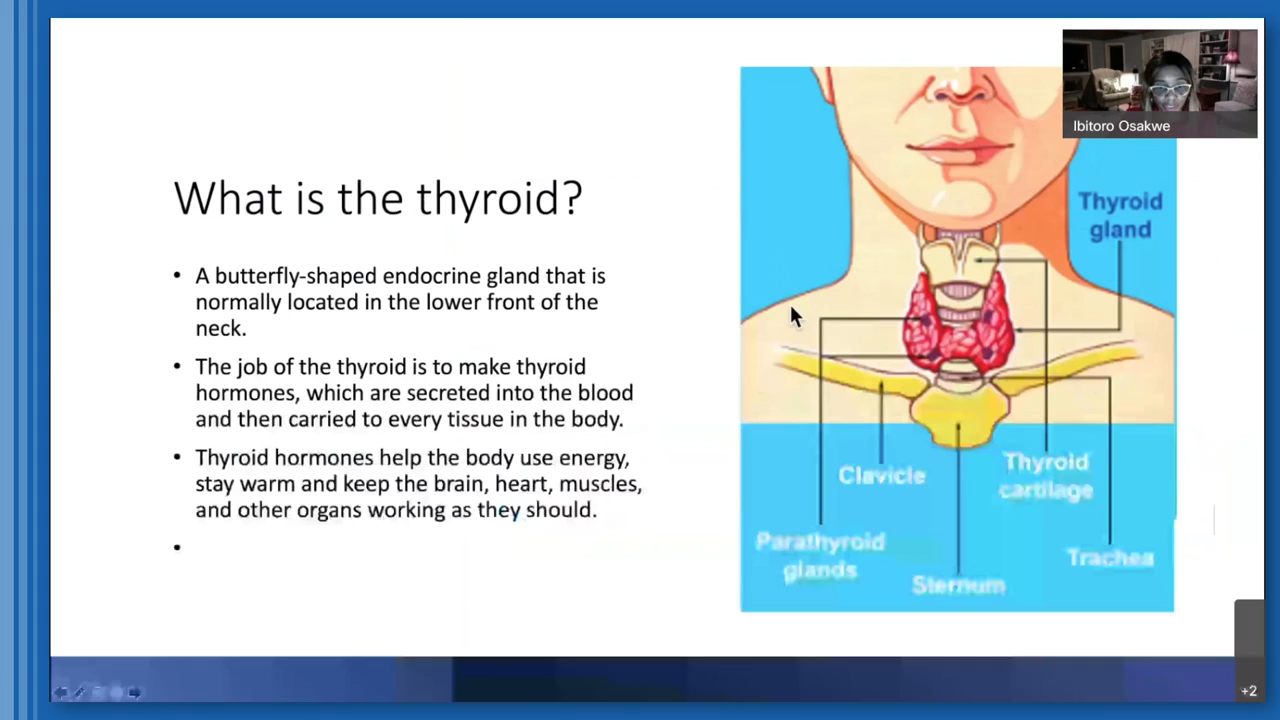 Ibitoro Osakwe
What is the thyroid?
• A butterfly-shaped endocrine gland that is
normally located in the lower front of the
neck.
• The job of the thyroid is to make thyroid
hormones, which are secreted into the blood
and then carried to every tissue in the body.
• Thyroid hormones help the body use energy,
stay warm and keep the brain, heart, muscles,
and other organs working as they should.
•
Thyroid
gland
Clavicle
Thyroid
cartilage
Parathyroid
glands
Trachea
Sternum
+2